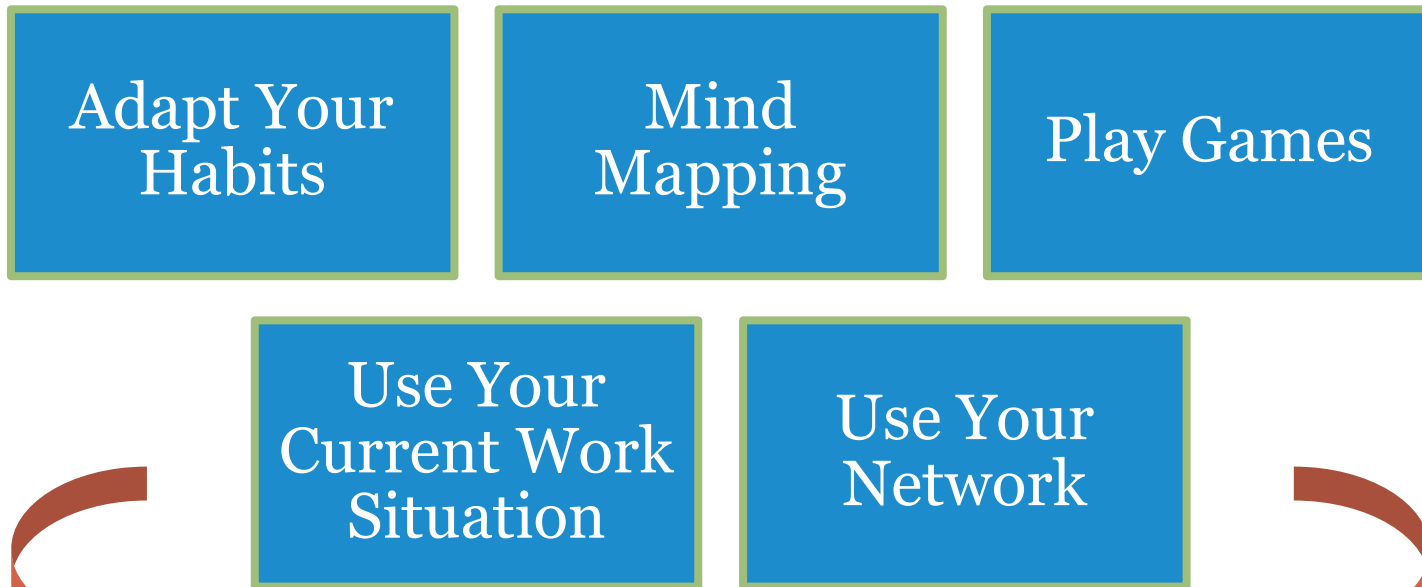 Adapt Your
Habits
Mind
Mapping
Play Games
Use Your
Current Work
Situation
Use Your
Network